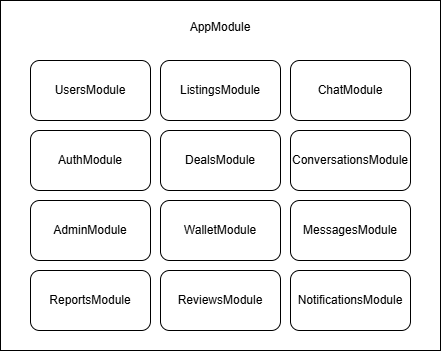 AppModule
UsersModule
ListingsModule
ChatModule
AuthModule
DealsModule
ConversationsModule
AdminModule
WalletModule
MessagesModule
ReportsModule
ReviewsModule
NotificationsModule